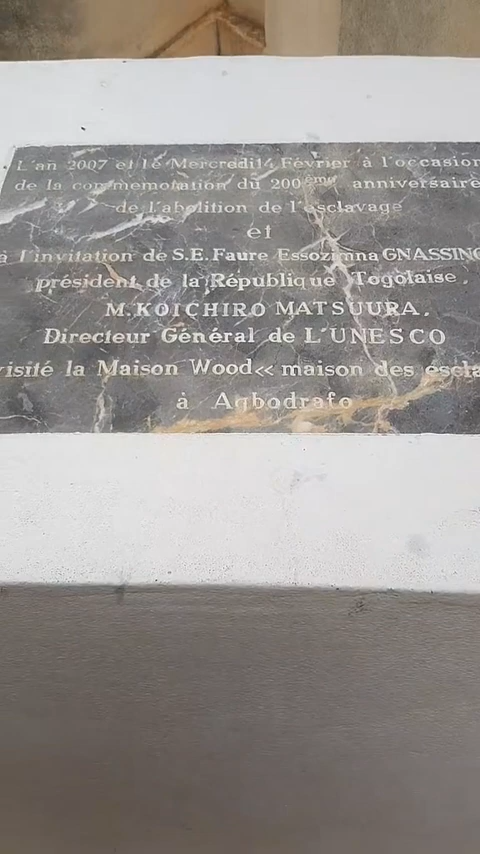 L'an 2007 et le Mercredi 14 Février à l'occasion
de la commemotation du 200ème anniversaire
de l'abolition de l'esclavage
et
à l'invitation de S.E. Faure Essozimna GNASSING
président de la République Togolaise,
M. KOICHIRO MATSUURA,
Directeur Général de L'UNESCO
visité la Maison Wood << maison des escla
à Agbodrafo